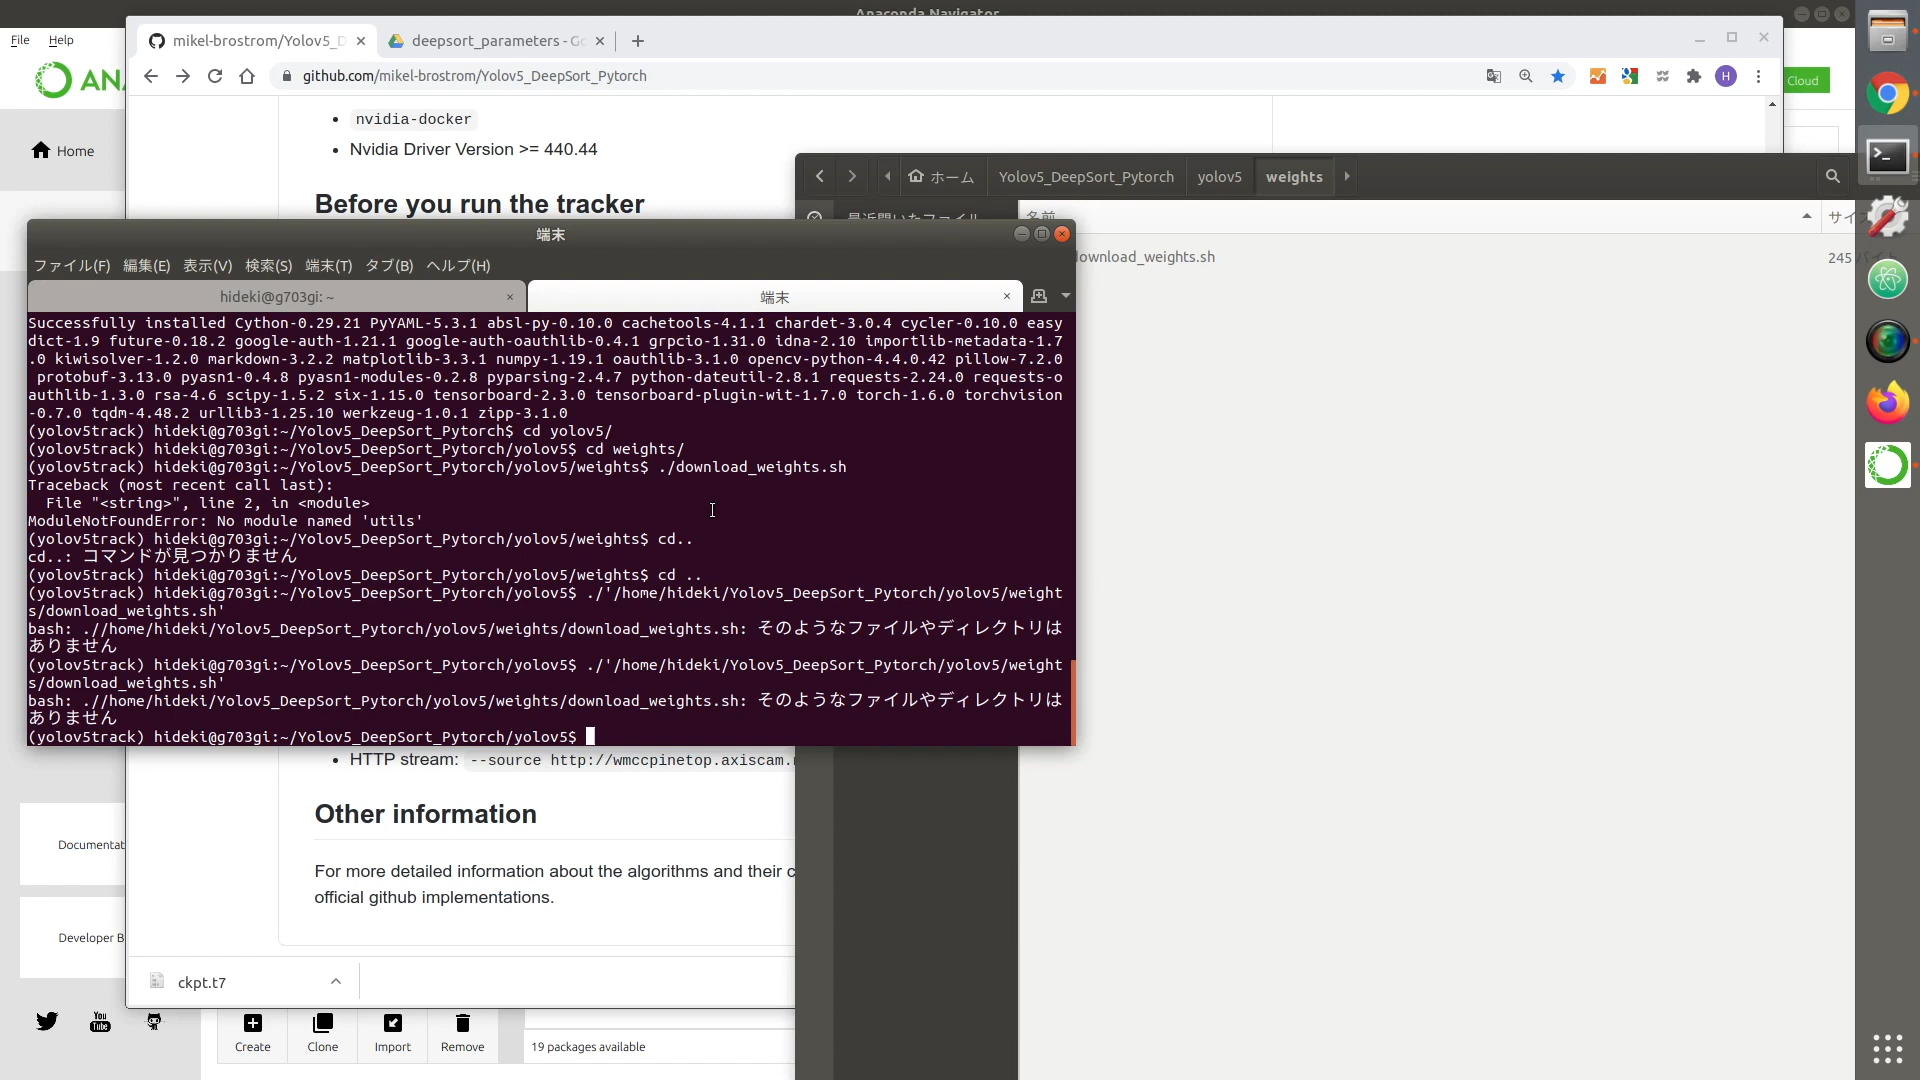 Anaconda Navigator
File Help
mikel-brostrom/Yolov5_D
deepsort_parameters - Go
github.com/mikel-brostrom/Yolov5_DeepSort_Pytorch
H
Cloud
Home
nvidia-docker
Nvidia Driver Version >= 440.44
Before you run the tracker
ホーム Yolov5_DeepSort_Pytorch yolov5 weights
最近開いたファイル
名前
download_weights.sh
245 バイト
端末
ファイル(F) 編集(E) 表示(V) 検索(S) 端末(T) タブ(B) ヘルプ(H)
hideki@g703gi: ~
端末
Successfully installed Cython-0.29.21 PyYAML-5.3.1 absl-py-0.10.0 cachetools-4.1.1 chardet-3.0.4 cycler-0.10.0 easy
dict-1.9 future-0.18.2 google-auth-1.21.1 google-auth-oauthlib-0.4.1 grpcio-1.31.0 idna-2.10 importlib-metadata-1.7
.0 kiwisolver-1.2.0 markdown-3.2.2 matplotlib-3.3.1 numpy-1.19.1 oauthlib-3.1.0 opencv-python-4.4.0.42 pillow-7.2.0
protobuf-3.13.0 pyasn1-0.4.8 pyasn1-modules-0.2.8 pyparsing-2.4.7 python-dateutil-2.8.1 requests-2.24.0 requests-o
authlib-1.3.0 rsa-4.6 scipy-1.5.2 six-1.15.0 tensorboard-2.3.0 tensorboard-plugin-wit-1.7.0 torch-1.6.0 torchvision
-0.7.0 tqdm-4.48.2 urllib3-1.25.10 werkzeug-1.0.1 zipp-3.1.0
(yolov5track) hideki@g703gi:~/Yolov5_DeepSort_Pytorch$ cd yolov5/
(yolov5track) hideki@g703gi:~/Yolov5_DeepSort_Pytorch/yolov5$ cd weights/
(yolov5track) hideki@g703gi:~/Yolov5_DeepSort_Pytorch/yolov5/weights$ ./download_weights.sh
Traceback (most recent call last):
File "<string>", line 2, in <module>
ModuleNotFoundError: No module named 'utils'
(yolov5track) hideki@g703gi:~/Yolov5_DeepSort_Pytorch/yolov5/weights$ cd..
cd..: コマンドが見つかりません
(yolov5track) hideki@g703gi:~/Yolov5_DeepSort_Pytorch/yolov5/weights$ cd ..
(yolov5track) hideki@g703gi:~/Yolov5_DeepSort_Pytorch/yolov5$ ./'/home/hideki/Yolov5_DeepSort_Pytorch/yolov5/weight
s/download_weights.sh'
bash: .//home/hideki/Yolov5_DeepSort_Pytorch/yolov5/weights/download_weights.sh: そのようなファイルやディレクトリは
ありません
(yolov5track) hideki@g703gi:~/Yolov5_DeepSort_Pytorch/yolov5$ ./'/home/hideki/Yolov5_DeepSort_Pytorch/yolov5/weight
s/download_weights.sh'
bash: .//home/hideki/Yolov5_DeepSort_Pytorch/yolov5/weights/download_weights.sh: そのようなファイルやディレクトリは
ありません
(yolov5track) hideki@g703gi:~/Yolov5_DeepSort_Pytorch/yolov5$
HTTP stream: --source http://wmccpinetop.axiscam.
Other information
For more detailed information about the algorithms and their c
official github implementations.
Documentat
Developer B
ckpt.t7
You Tube
Create Clone Import Remove
19 packages available